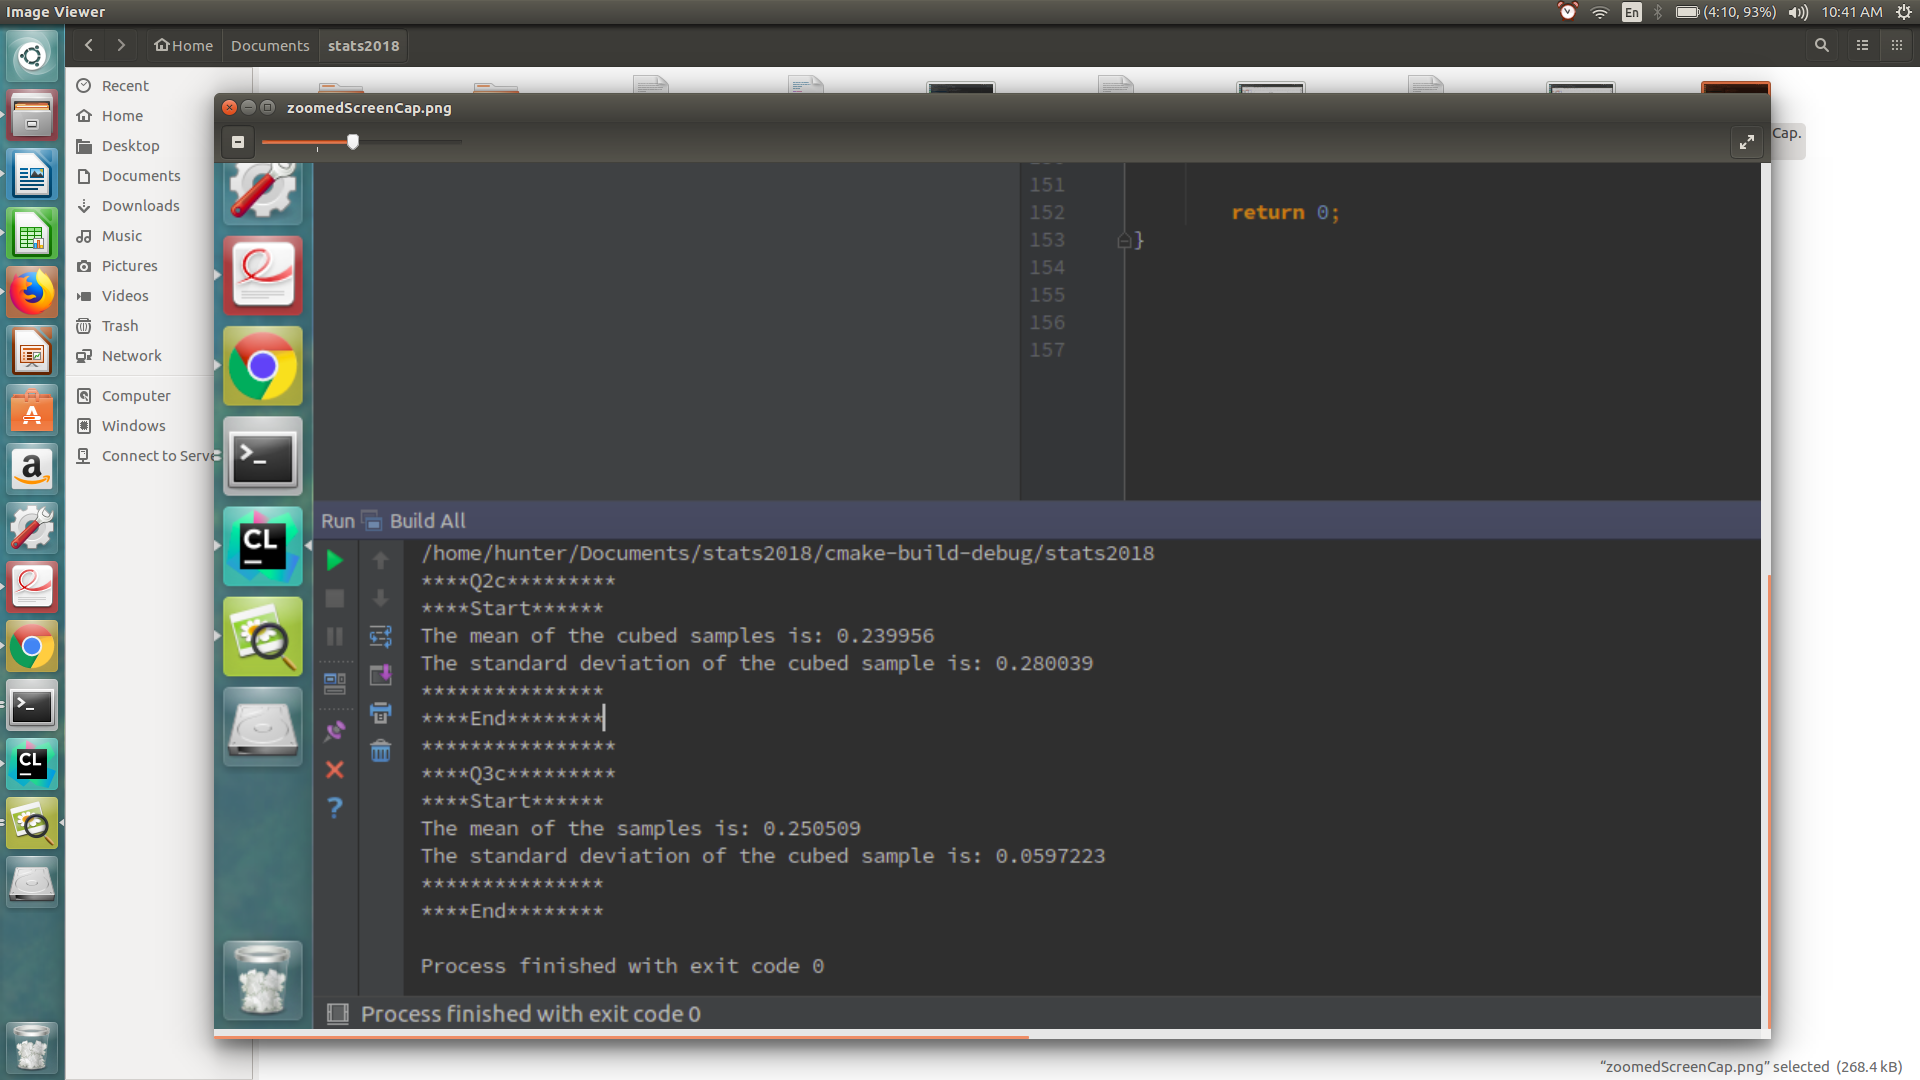 Image Viewer
En
(4:10, 93%)
10:41 AM
Home
Documents
stats2018
Recent
Home
Desktop
Documents
Downloads
Music
Pictures
Videos
Trash
Network
Computer
Windows
Connect to Serve
zoomedScreenCap.png
Cap.
151
152 return 0;
153 }
154
155
156
157
CL
Run Build All
/home/hunter/Documents/stats2018/cmake-build-debug/stats2018
****Q2c*********
****Start******
The mean of the cubed samples is: 0.239956
The standard deviation of the cubed sample is: 0.280039
***************
****End********
****************
****Q3c*********
****Start******
The mean of the samples is: 0.250509
The standard deviation of the cubed sample is: 0.0597223
***************
****End********
Process finished with exit code 0
Process finished with exit code 0
CL
“zoomedScreenCap.png” selected (268.4 kB)